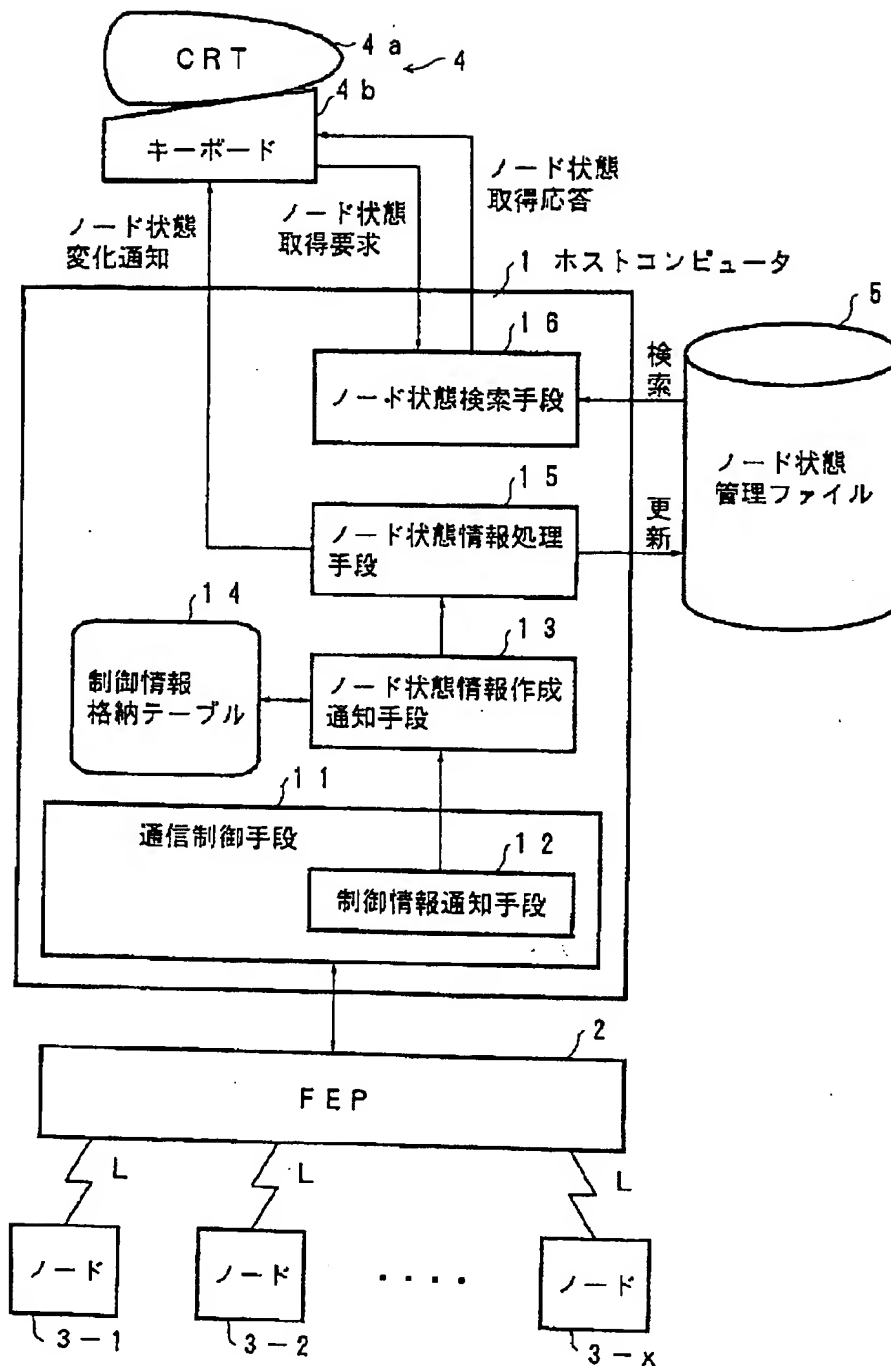 CRT
4a
4
4b
キーボード
ノード状態
変化通知
ノード状態
取得要求
ノード状態
取得応答
1 ホストコンピュータ
16
ノード状態検索手段
検索
5
ノード状態
管理ファイル
15
ノード状態情報処理
手段
更新
14
制御情報
格納テーブル
13
ノード状態情報作成
通知手段
11
通信制御手段
12
制御情報通知手段
2
FEP
L
L
L
ノード
ノード
・・・・
ノード
3-1
3-2
3-x